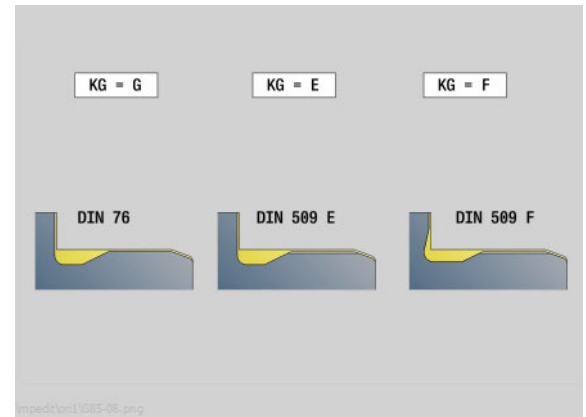 KG = G
KG = E
KG = F
DIN 76
DIN 509 E
DIN 509 F